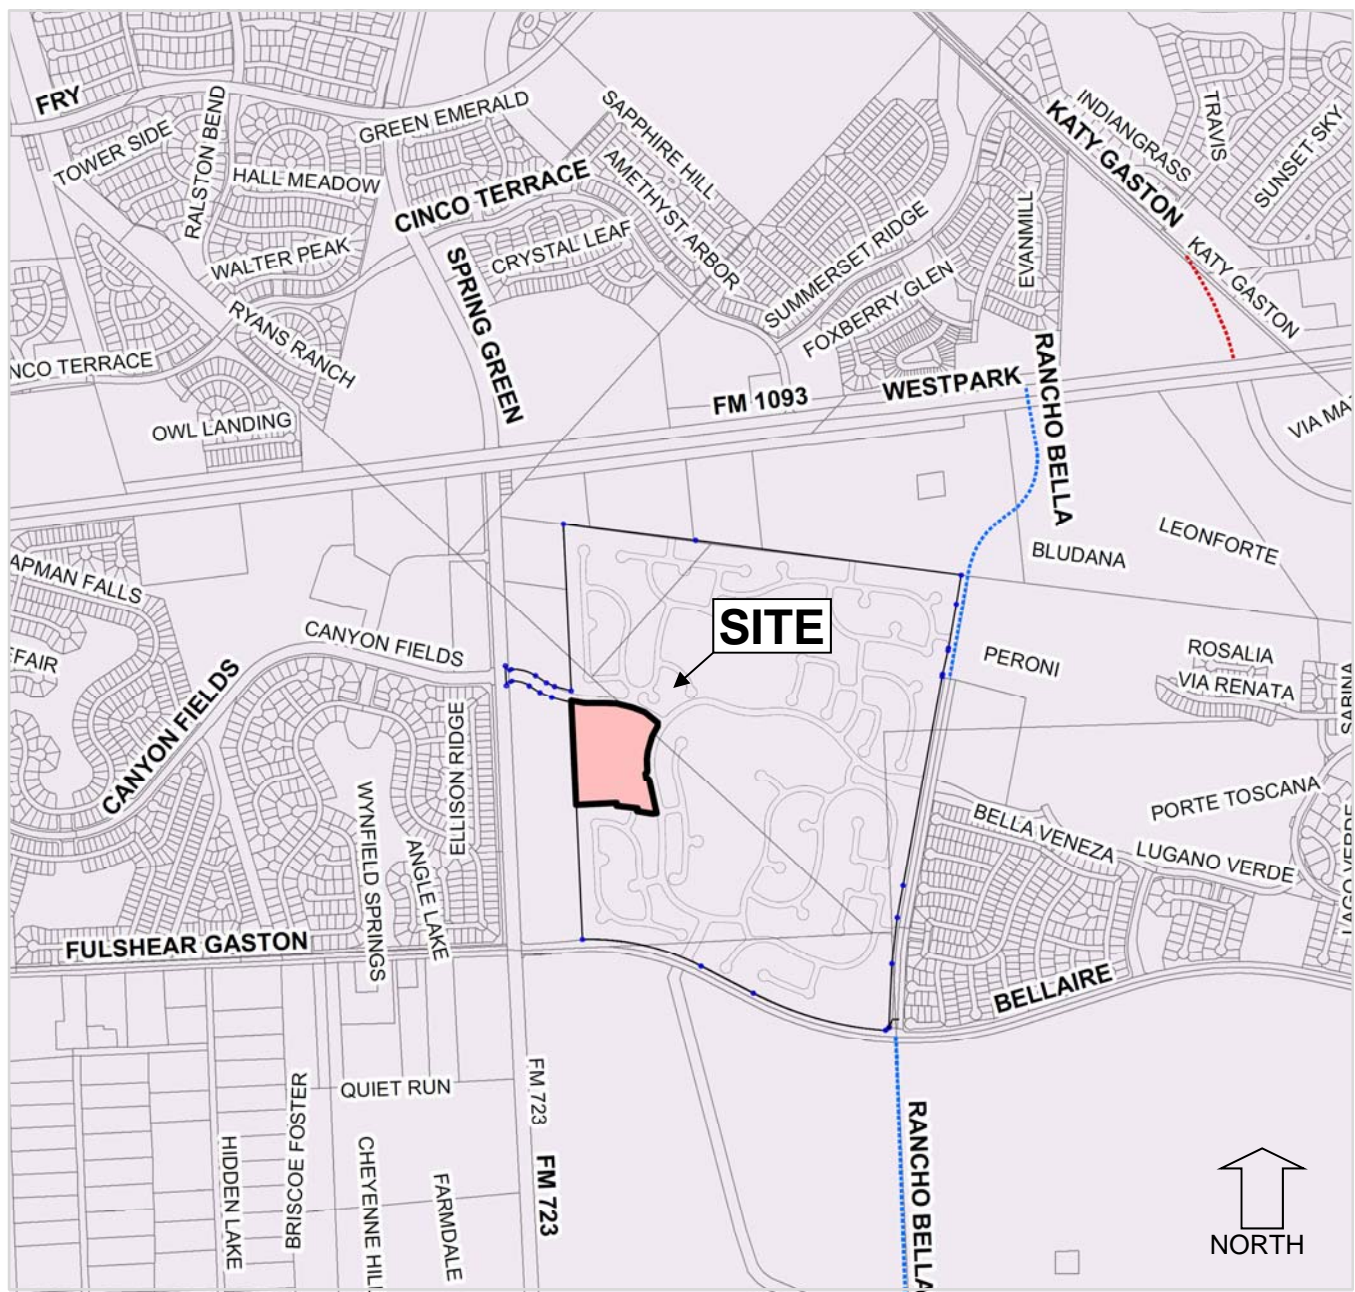 FRY
TOWER SIDE
RALSTON BEND
GREEN EMERALD
HALL MEADOW
CINCO TERRACE
SAPPHIRE HILL
AMETHYST ARBOR
KATY GASTON
INDIANGRASS
TRAVIS
SUNSET SKY
WALTER PEAK
SPRING GREEN
CRYSTAL LEAF
SUMMERSET RIDGE
EVANMILL
KATY GASTON
RYANS RANCH
FOXBERRY GLEN
NCO TERRACE
RANCHO BELLA
WESTPARK
FM 1093
OWL LANDING
VIA MA
LEONFORTE
BLUDANA
APMAN FALLS
SITE
CANYON FIELDS
EFAIR
PERONI
ROSALIA
VIA RENATA
SABINA
CANYON FIELDS
ELLISON RIDGE
WYNFIELD SPRINGS
ANGLE LAKE
PORTE TOSCANA
BELLA VENEZA
LUGANO VERDE
LAGO VERDE
FULSHEAR GASTON
BELLAIRE
FM 723
QUIET RUN
BRISCOE FOSTER
HIDDEN LAKE
CHEYENNE HIL
FARMDALE
FM 723
RANCHO BELLA
NORTH